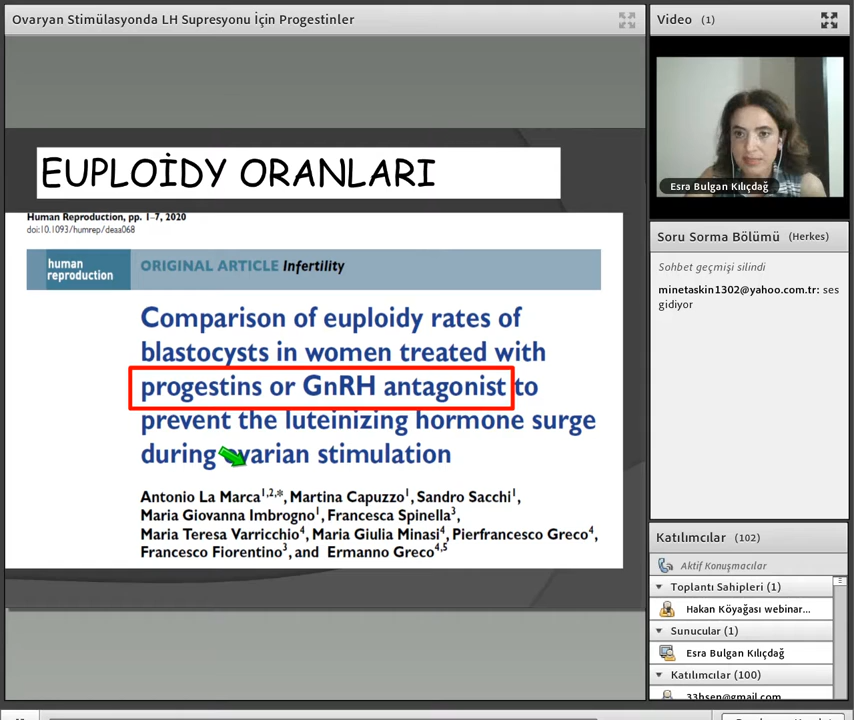 Ovaryan Stimülasyonda LH Supresyonu İçin Progestinler
EUPLOİDY ORANLARI
Human Reproduction, pp. 1–7, 2020
doi:10.1093/humrep/deaa068
human
reproduction
ORIGINAL ARTICLE Infertility
Comparison of euploidy rates of
blastocysts in women treated with
progestins or GnRH antagonist to
prevent the luteinizing hormone surge
during ovarian stimulation
Antonio La Marca1,2,*, Martina Capuzzo1, Sandro Sacchi1,
Maria Giovanna Imbrogno1, Francesca Spinella3,
Maria Teresa Varricchio4, Maria Giulia Minasi4, Pierfrancesco Greco4,
Francesco Fiorentino3, and Ermanno Greco4,5
Video (1)
Esra Bulgan Kılıçdağ
Soru Sorma Bölümü (Herkes)
Sohbet geçmişi silindi
minetaskin1302@yahoo.com.tr: ses
gidiyor
Katılımcılar (102)
Aktif Konuşmacılar
Toplantı Sahipleri (1)
Hakan Köyağası webinar...
Sunucular (1)
Esra Bulgan Kılıçdağ
Katılımcılar (100)
33hsen@gmail.com